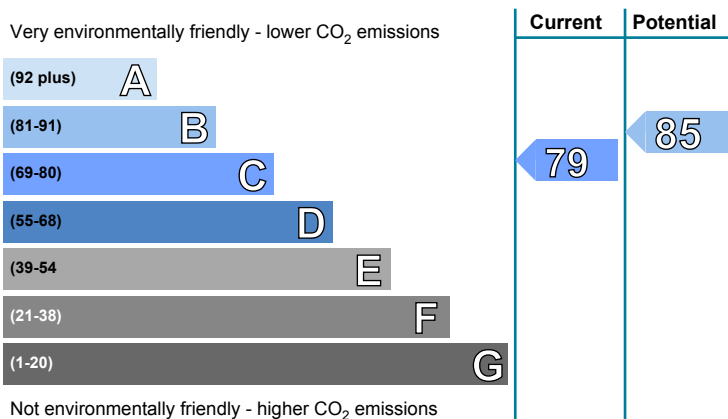 Very environmentally friendly - lower CO₂ emissions
Current
Potential
(92 plus) A
(81-91) B
(69-80) C
(55-68) D
(39-54 E
(21-38) F
(1-20) G
79
85
Not environmentally friendly - higher CO₂ emissions